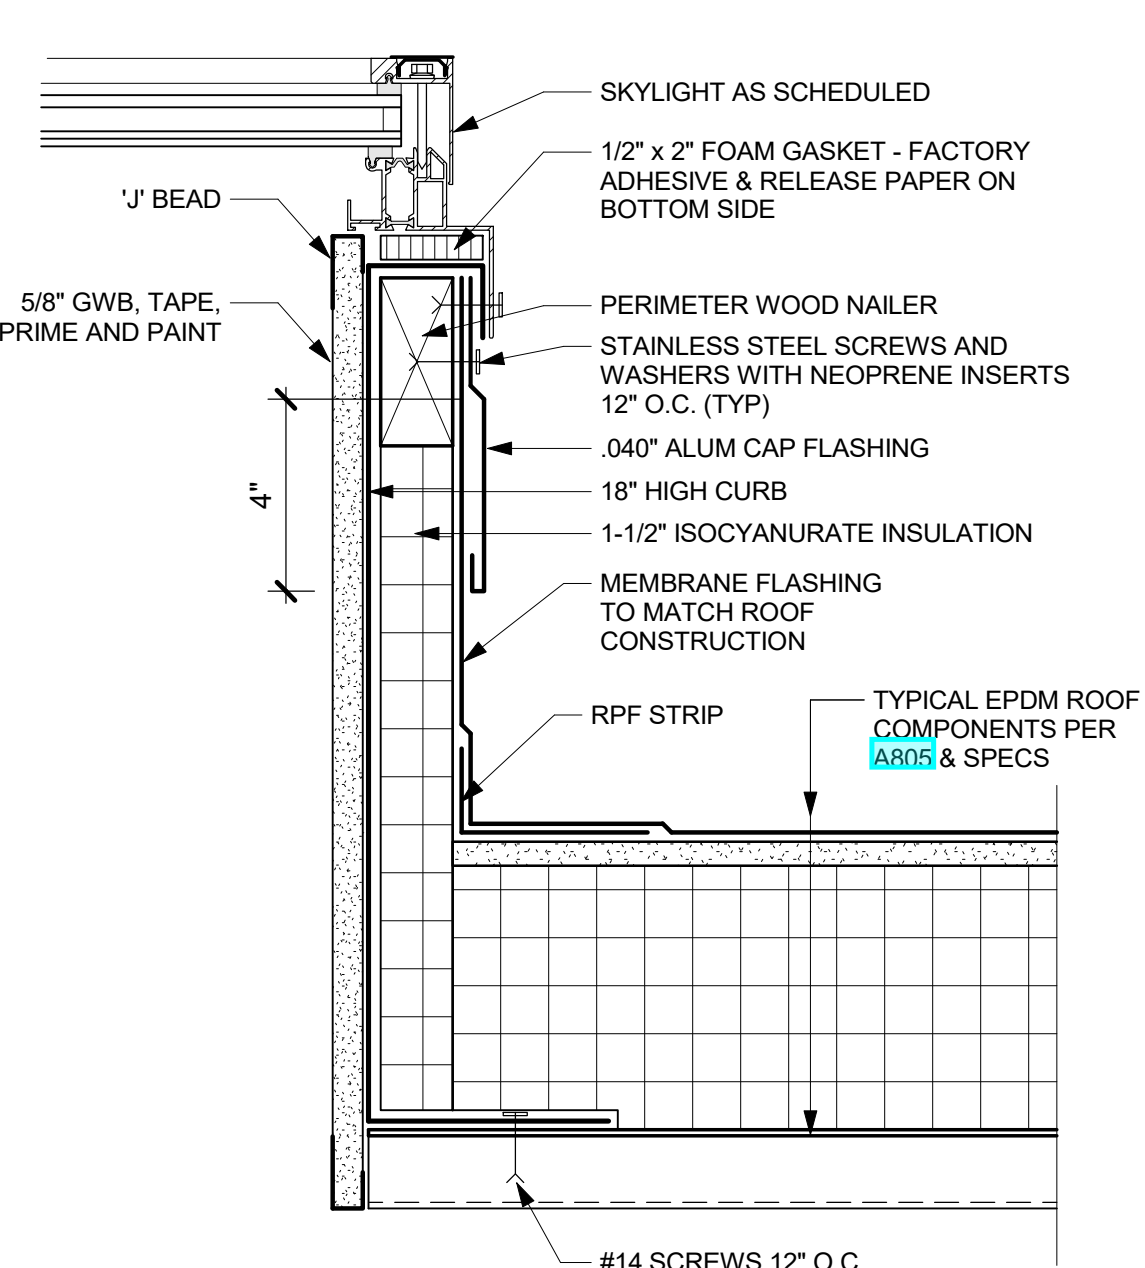 SKYLIGHT AS SCHEDULED
1/2" x 2" FOAM GASKET - FACTORY
ADHESIVE & RELEASE PAPER ON
BOTTOM SIDE
'J' BEAD
5/8" GWB, TAPE,
PRIME AND PAINT
PERIMETER WOOD NAILER
STAINLESS STEEL SCREWS AND
WASHERS WITH NEOPRENE INSERTS
12" O.C. (TYP)
.040" ALUM CAP FLASHING
4"
18" HIGH CURB
1-1/2" ISOCYANURATE INSULATION
MEMBRANE FLASHING
TO MATCH ROOF
CONSTRUCTION
RPF STRIP
TYPICAL EPDM ROOF
COMPONENTS PER
A805 & SPECS
#14 SCREWS 12" O.C.